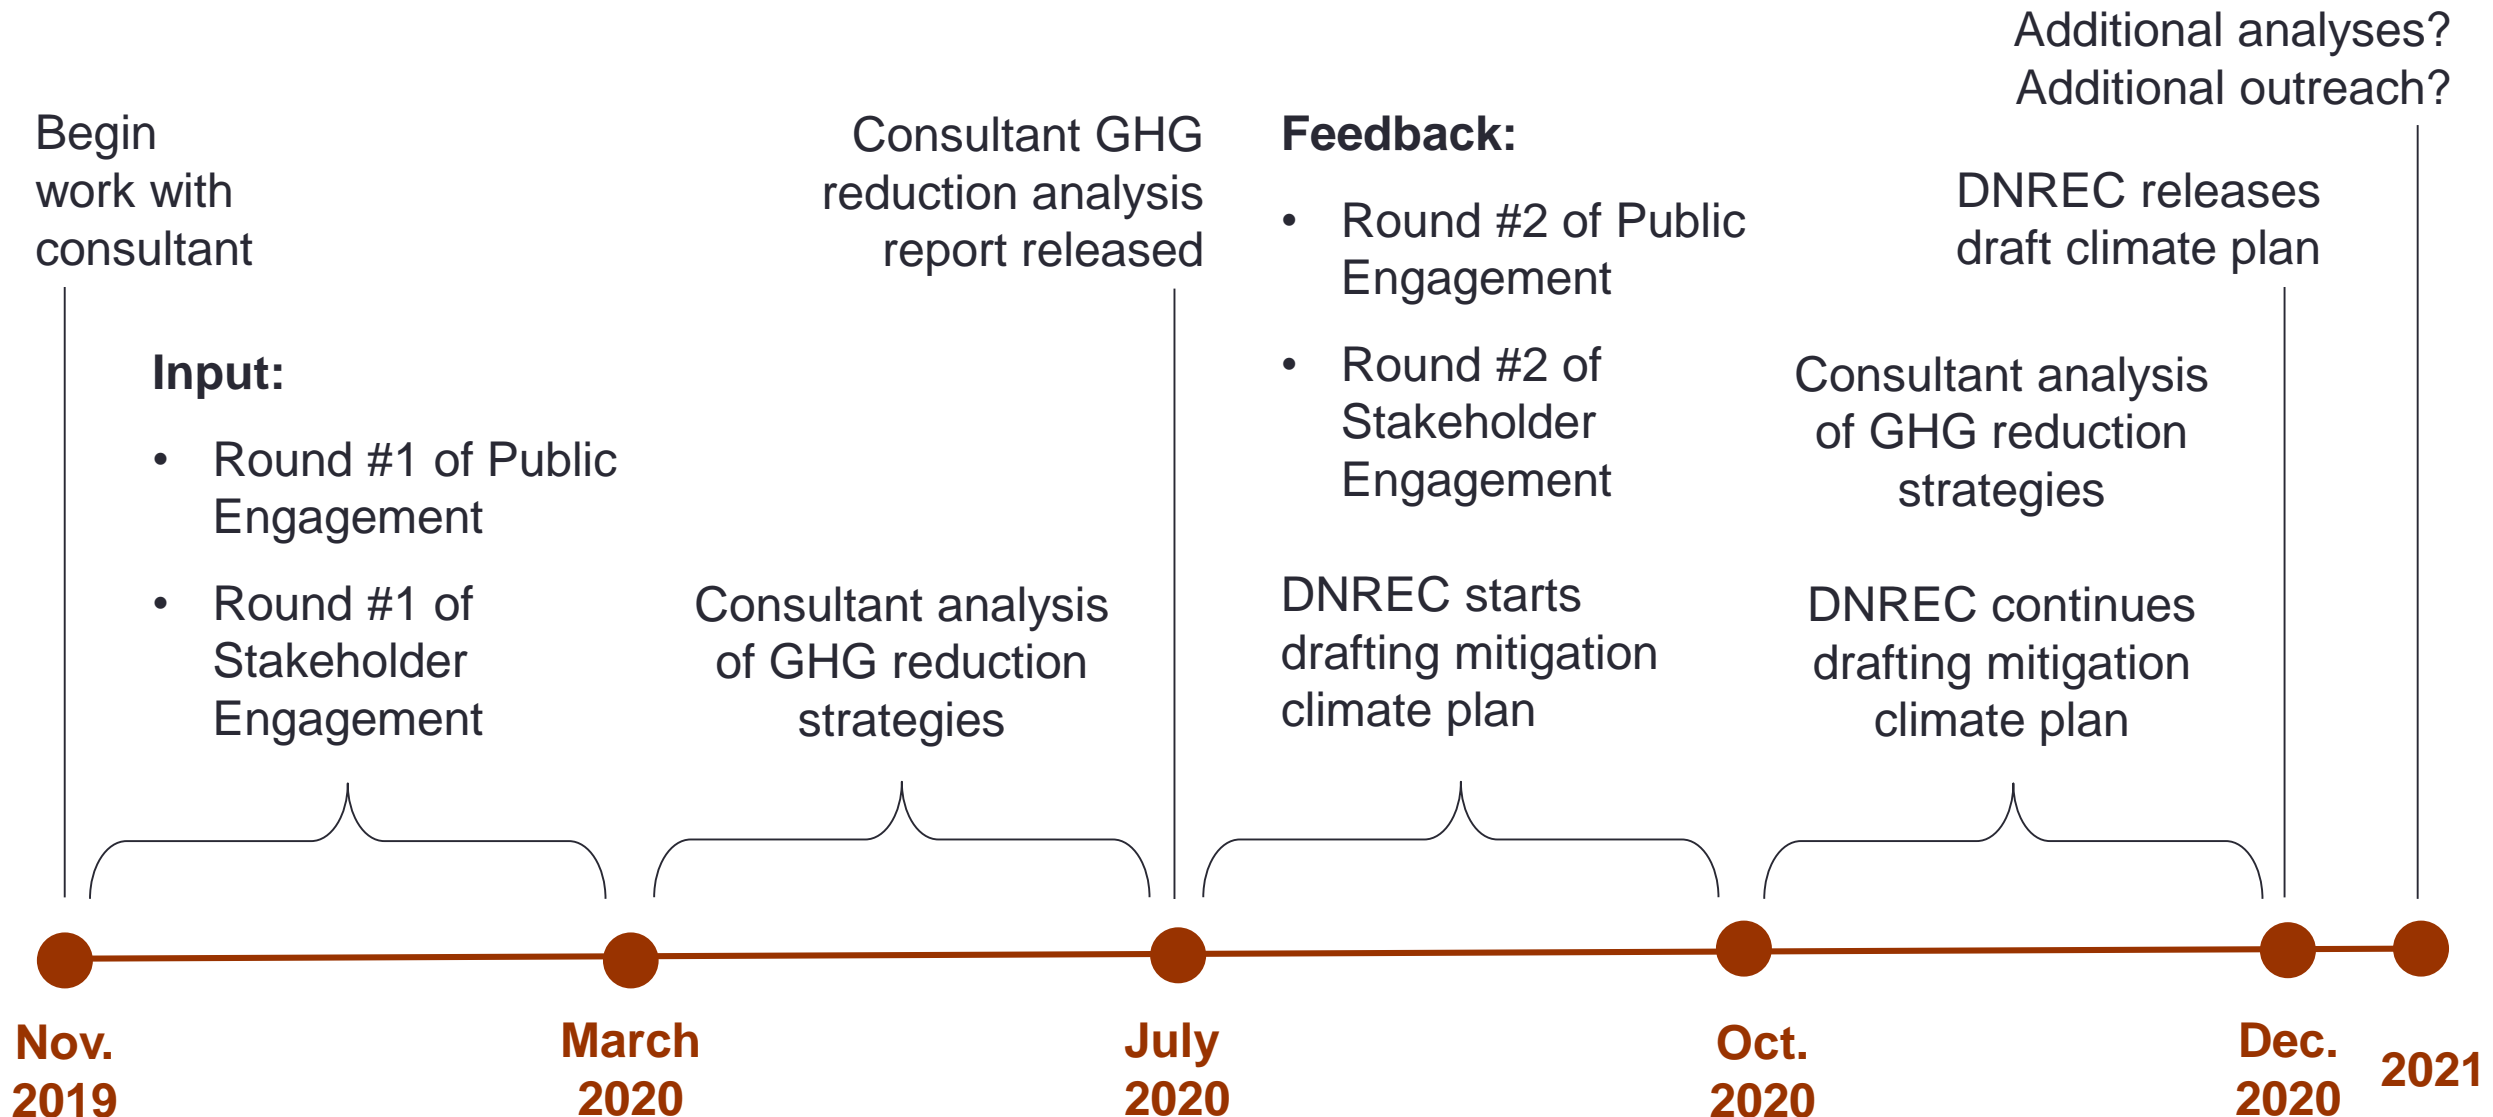 Begin
work with
consultant
Input:
• Round #1 of Public
Engagement
• Round #1 of
Stakeholder
Engagement
Consultant GHG
reduction analysis
report released
Consultant analysis
of GHG reduction
strategies
Feedback:
• Round #2 of Public
Engagement
• Round #2 of
Stakeholder
Engagement
DNREC starts
drafting mitigation
climate plan
Additional analyses?
Additional outreach?
DNREC releases
draft climate plan
Consultant analysis
of GHG reduction
strategies
DNREC continues
drafting mitigation
climate plan
Nov.
2019
March
2020
July
2020
Oct.
2020
Dec.
2020
2021